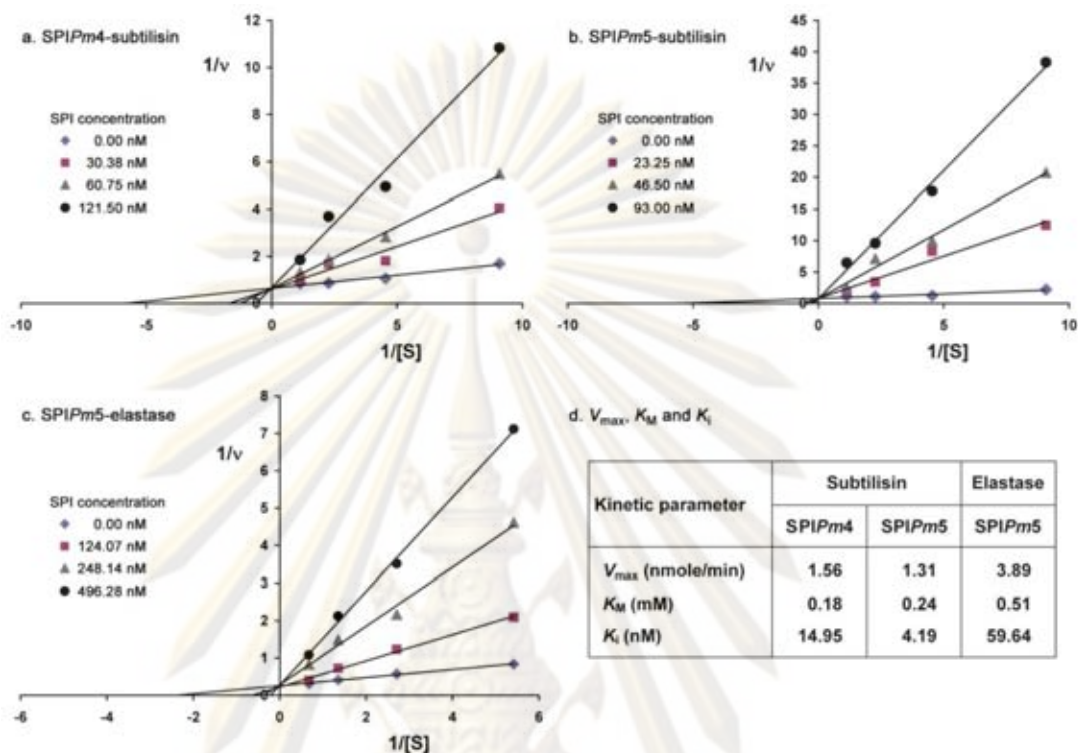 a. SPIPm4-subtilisin
1/v
SPI concentration
0.00 nM
30.38 nM
60.75 nM
121.50 nM
12
10
8
6
4
2
0
-10 -5 0 5 10
1/[S]
b. SPIPm5-subtilisin
1/v
SPI concentration
0.00 nM
23.25 nM
46.50 nM
93.00 nM
45
40
35
30
25
20
15
10
5
0
-10 -5 0 5 10
1/[S]
c. SPIPm5-elastase
1/v
SPI concentration
0.00 nM
124.07 nM
248.14 nM
496.28 nM
8
7
6
5
4
3
2
1
0
-6 -4 -2 0 2 4 6
1/[S]
d. Vmax, KM and Ki
Kinetic parameter Subtilisin Elastase
SPIPm4 SPIPm5 SPIPm5
Vmax (nmole/min) 1.56 1.31 3.89
KM (mM) 0.18 0.24 0.51
Ki (nM) 14.95 4.19 59.64